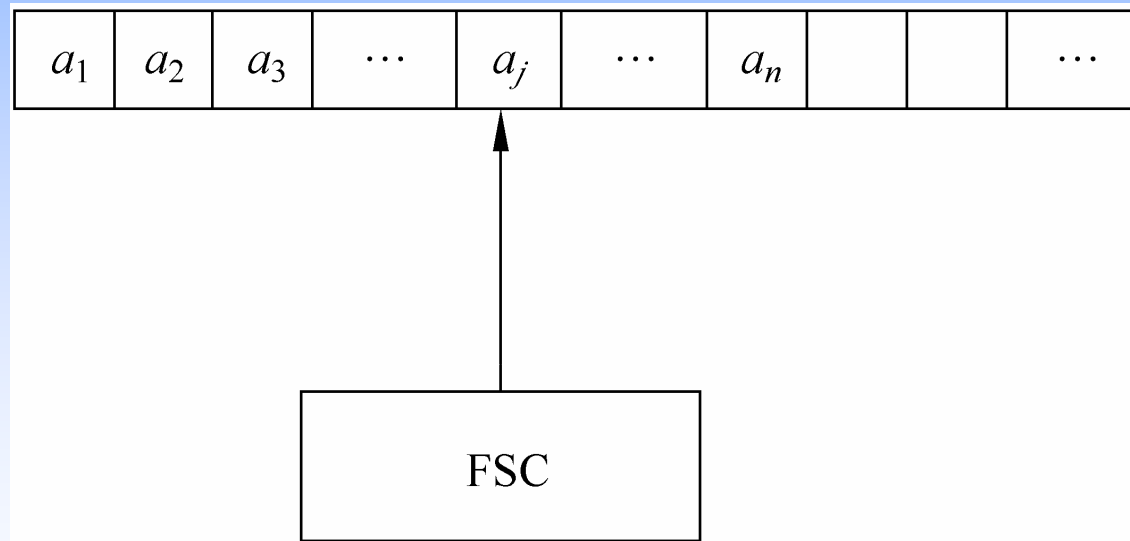 a₁ a₂ a₃ ⋯ aⱼ ⋯ aₙ ⋯
FSC